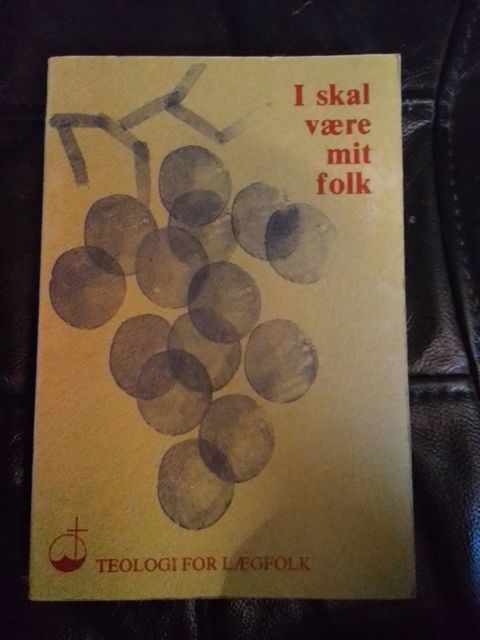 I skal
være
mit
folk
TEOLOGI FOR LÆGFOLK